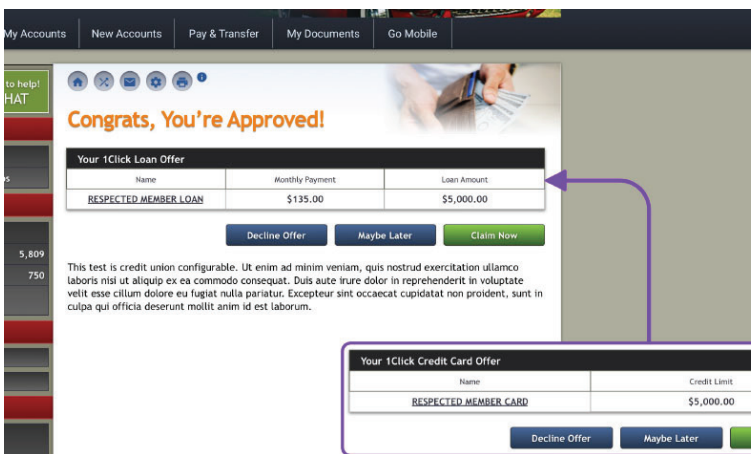 My Accounts New Accounts Pay & Transfer My Documents Go Mobile
to help!
HAT
Congrats, You're Approved!
Your 1Click Loan Offer
Name Monthly Payment Loan Amount
RESPECTED MEMBER LOAN $135.00 $5,000.00
Decline Offer Maybe Later Claim Now
5,809
750
This test is credit union configurable. Ut enim ad minim veniam, quis nostrud exercitation ullamco
laboris nisi ut aliquip ex ea commodo consequat. Duis aute irure dolor in reprehenderit in voluptate
velit esse cillum dolore eu fugiat nulla pariatur. Excepteur sint occaecat cupidatat non proident, sunt in
culpa qui officia deserunt mollit anim id est laborum.
Your 1Click Credit Card Offer
Name Credit Limit
RESPECTED MEMBER CARD $5,000.00
Decline Offer Maybe Later